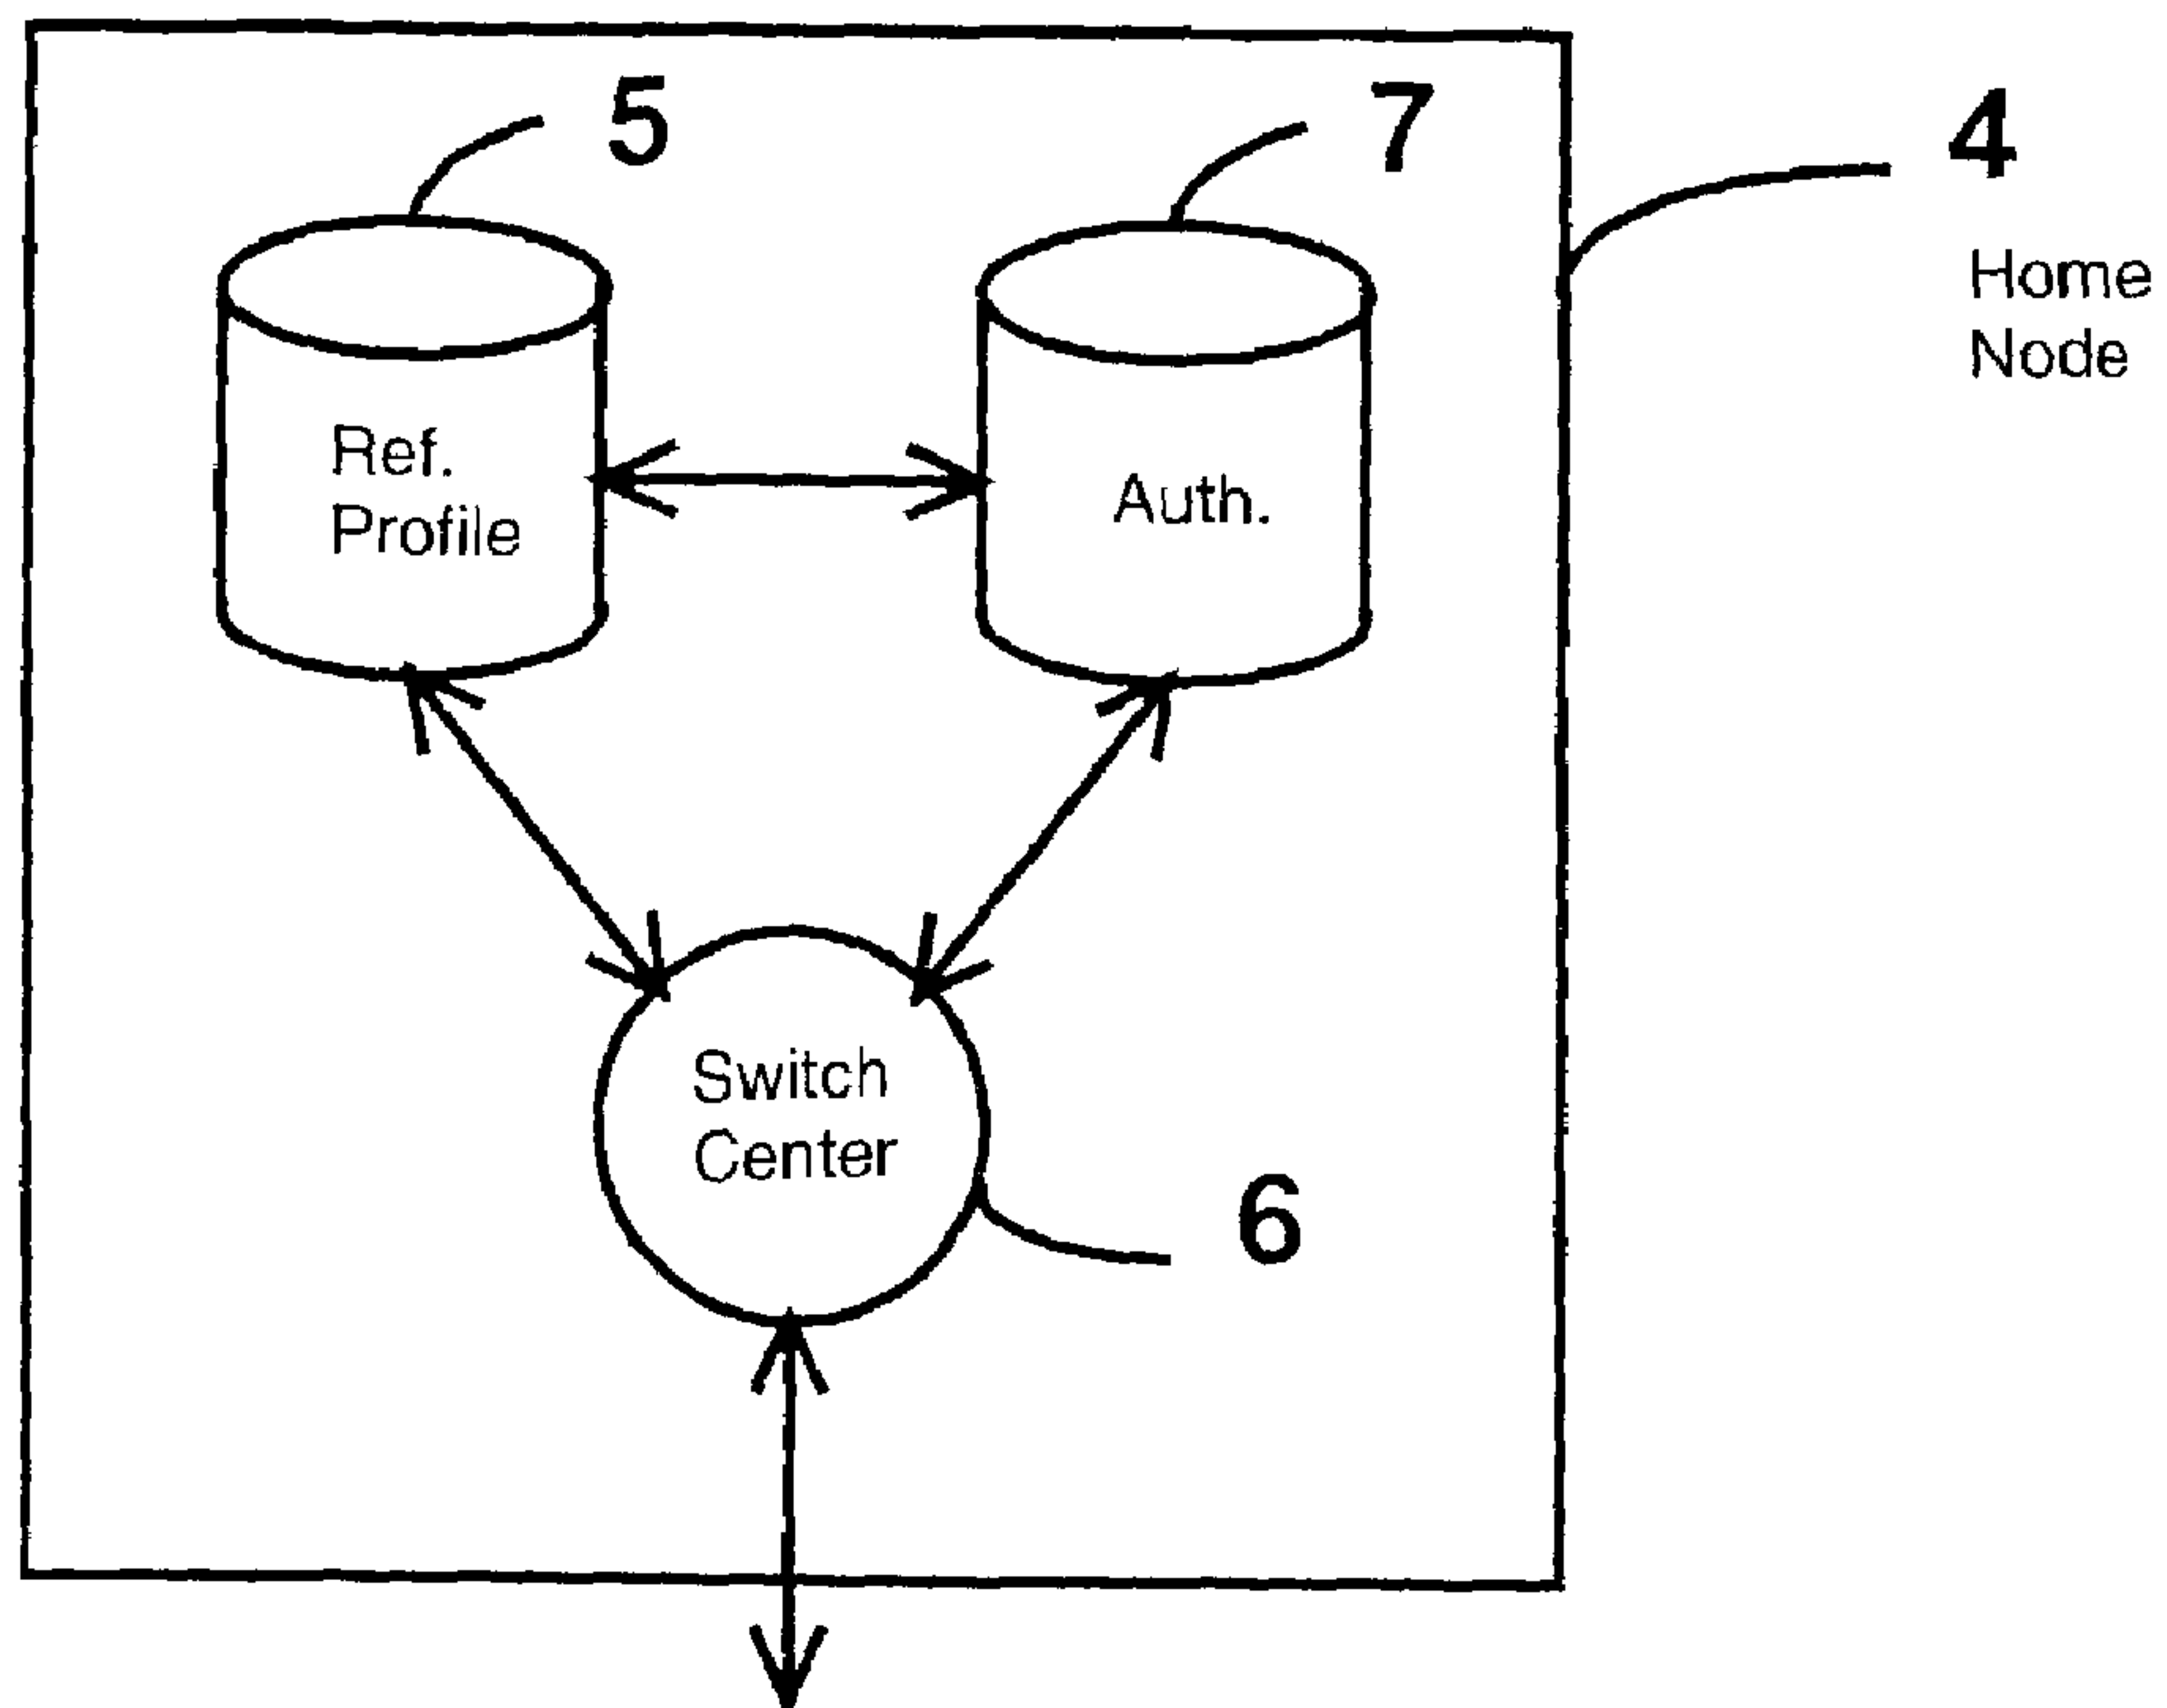 5
7
4
Home
Node
Ref.
Profile
Auth.
Switch
Center
6